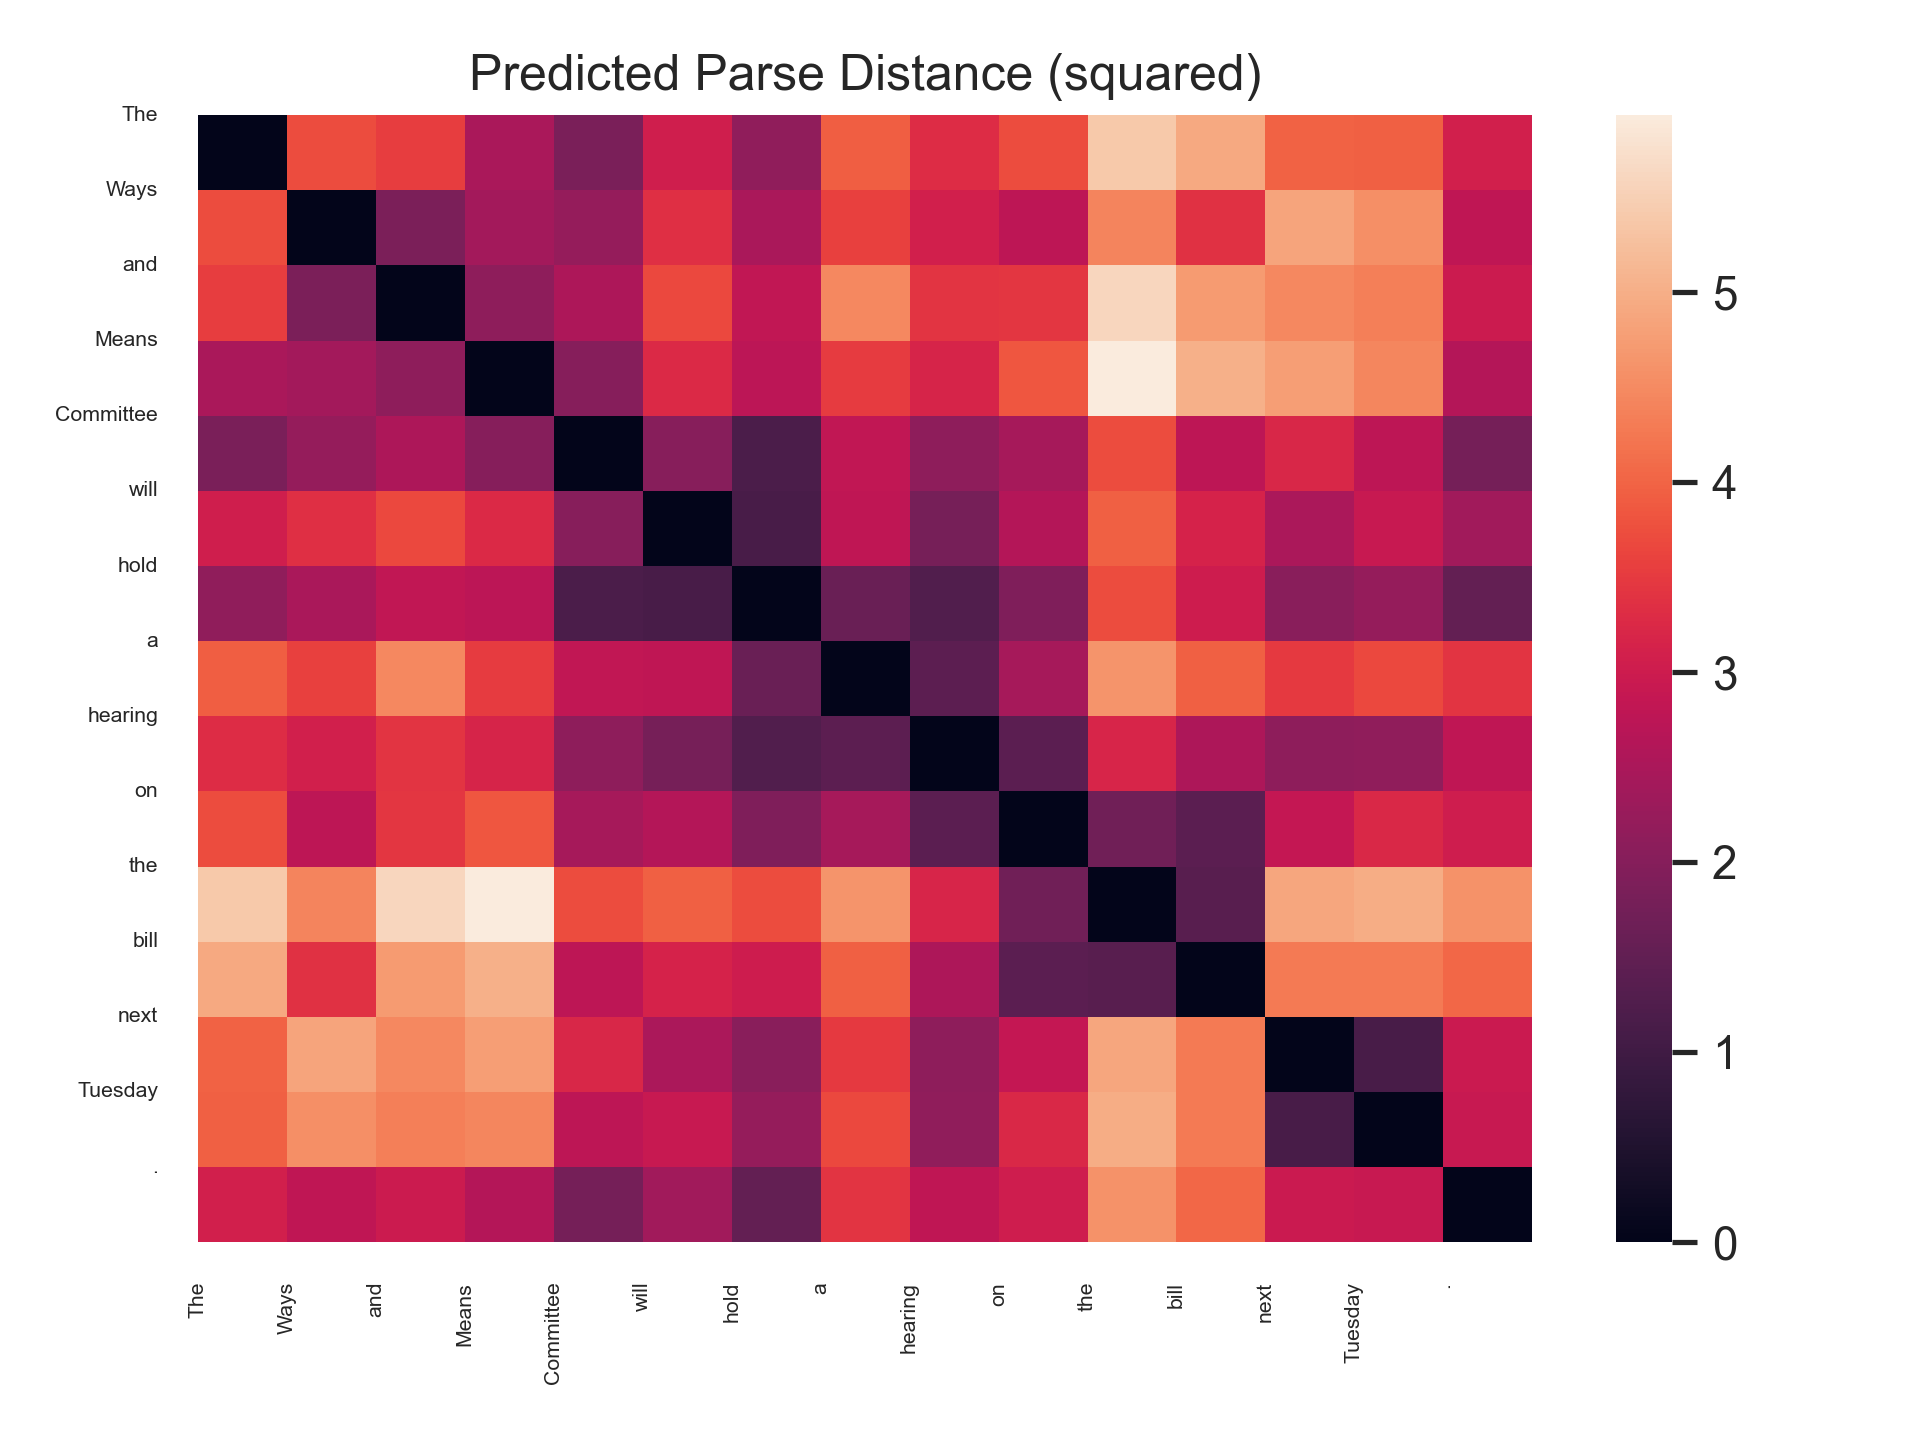 Predicted Parse Distance (squared)
The
Ways
and
Means
Committee
will
hold
a
hearing
on
the
bill
next
Tuesday
.
5
4
3
2
1
0
The
Ways
and
Means
Committee
will
hold
a
hearing
on
the
bill
next
Tuesday
.